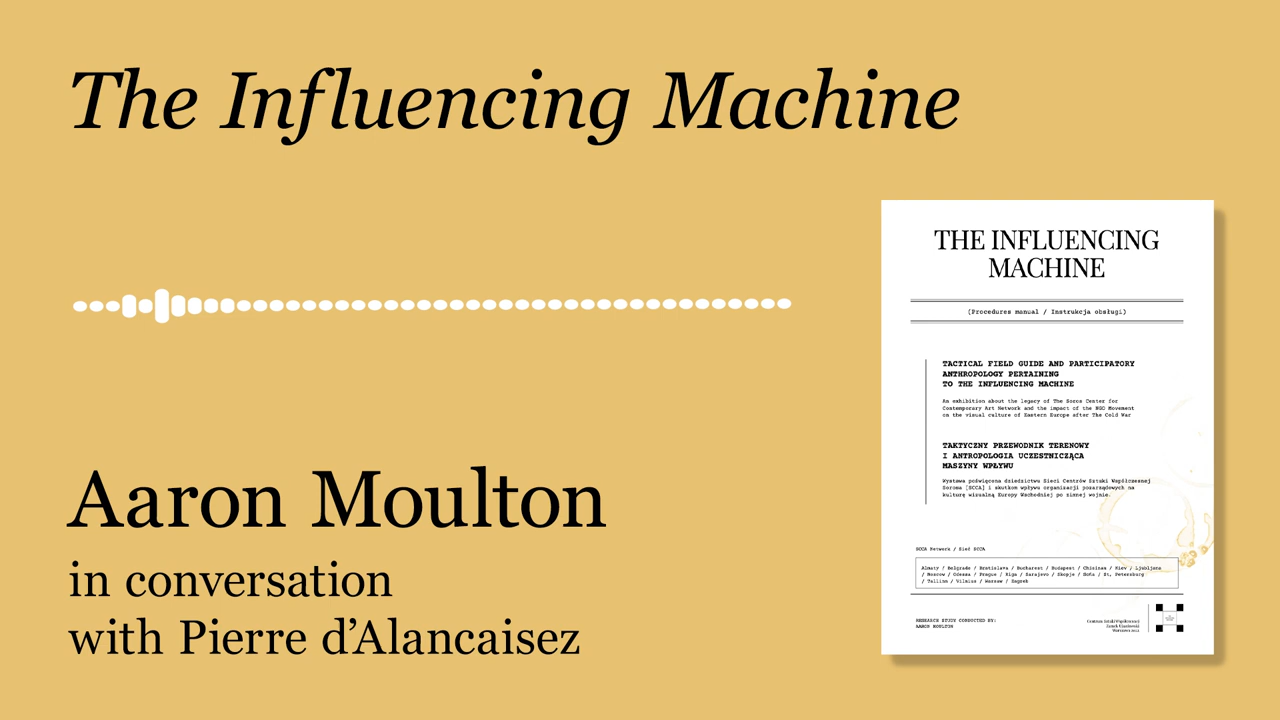 The Influencing Machine
Aaron Moulton
in conversation
with Pierre d’Alancaisez
THE INFLUENCING
MACHINE
(Procedures manual / Instrukcja obsługi)
TACTICAL FIELD GUIDE AND PARTICIPATORY
ANTHROPOLOGY PERTAINING
TO THE INFLUENCING MACHINE
An exhibition about the legacy of The Soros Center for
Contemporary Art Network and the impact of the NGO Movement
on the visual culture of Eastern Europe after The Cold War
TAKTYCZNY PRZEWODNIK TERENOWY
I ANTROPOLOGIA UCZESTNICZĄCA
MASZYNY WPŁYWU
Wystawa poświęcona dziedzictwu Sieci Centrów Sztuki Współczesnej
Sorosa [SCCA] i skutkom wpływu organizacji pozarządowych na
kulturę wizualną Europy Wschodniej po zimnej wojnie.
SCCA Network / Sieć SCCA
Almaty / Belgrade / Bratislava / Bucharest / Budapest / Chisinau / Kiev / Ljubljana
/ Moscow / Odessa / Prague / Riga / Sarajevo / Skopje / Sofia / St. Petersburg
/ Tallinn / Vilnius / Warsaw / Zagreb
RESEARCH STUDY CONDUCTED BY:
AARON MOULTON
Centrum Sztuki Współczesnej
Zamek Ujazdowski